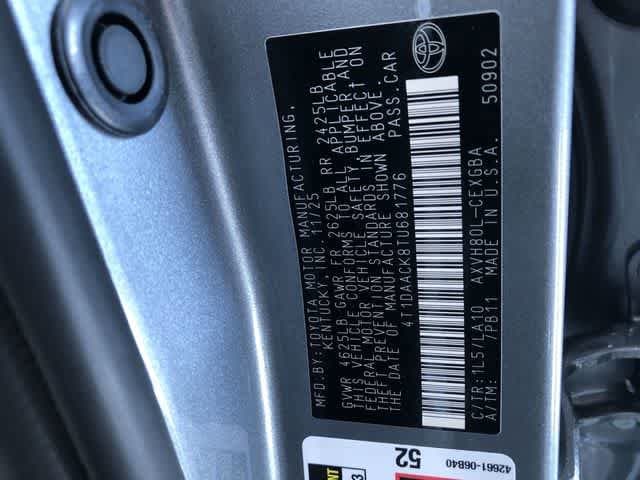 MFD.BY:TOYOTA MOTOR MANUFACTURING,
KENTUCKY, INC. 11/25
GVWR 4625LB GAWR FR 2625LB RR 2425LB
THIS VEHICLE CONFORMS TO ALL APPLICABLE
FEDERAL MOTOR VEHICLE SAFETY, BUMPER, AND
THEFT PREVENTION STANDARDS IN EFFECT ON
THE DATE OF MANUFACTURE SHOWN ABOVE.
4T1DAACK8TU681776 PASS.CAR
C/TR:1L5/LA10 AXVH80L-CEXGBA
A/TM: /PB11 MADE IN U.S.A. 50902
52
42661-06B40